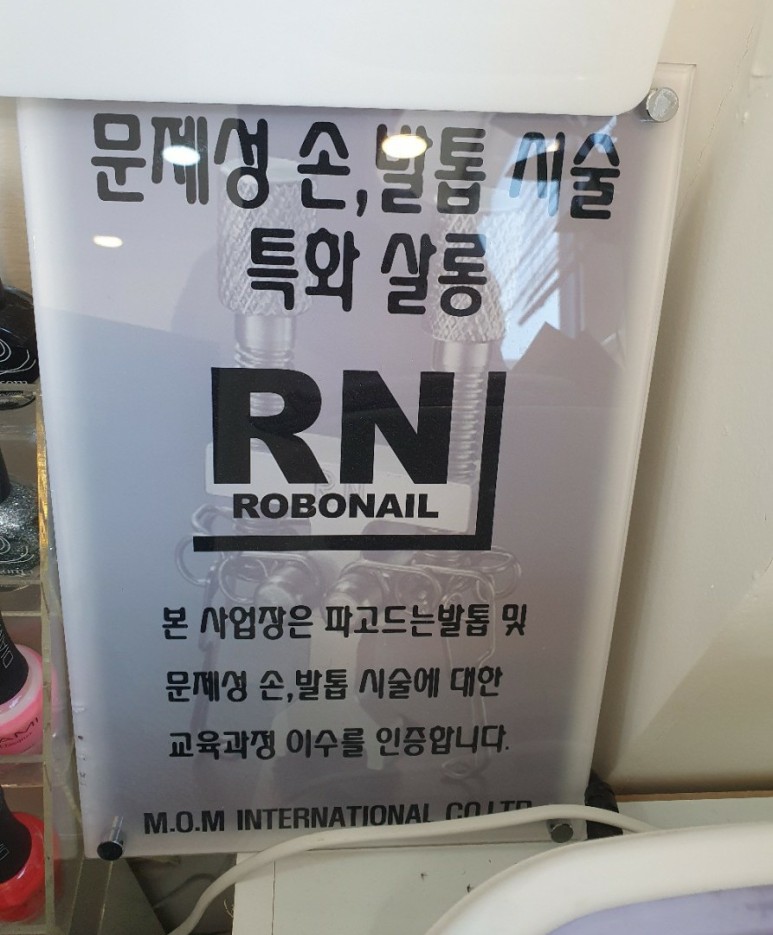 문제성 손,발톱 시술
특화 살롱
RN
ROBONAIL
본 사업장은 파고드는발톱 및
문제성 손,발톱 시술에 대한
교육과정 이수를 인증합니다.
M.O.M INTERNATIONAL CO.LTD